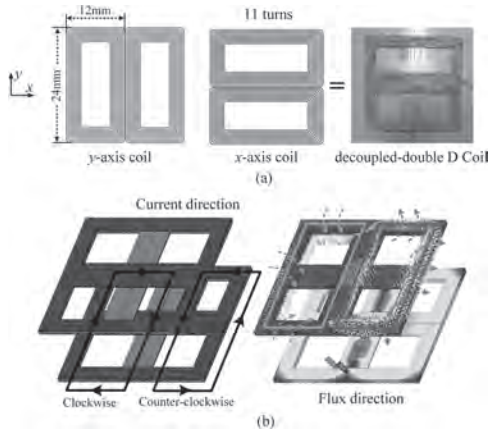 12mm
11 turns
y
x
24mm
=
y-axis coil
x-axis coil
decoupled-double D Coil
(a)
Current direction
Clockwise
Counter-clockwise
Flux direction
(b)